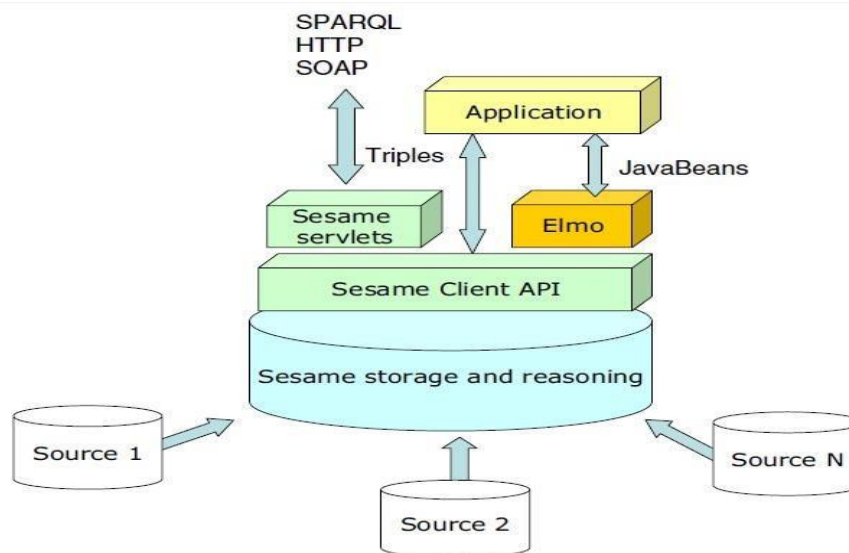 SPARQL
HTTP
SOAP
Application
Triples
JavaBeans
Sesame
servlets
Elmo
Sesame Client API
Sesame storage and reasoning
Source 1
Source N
Source 2